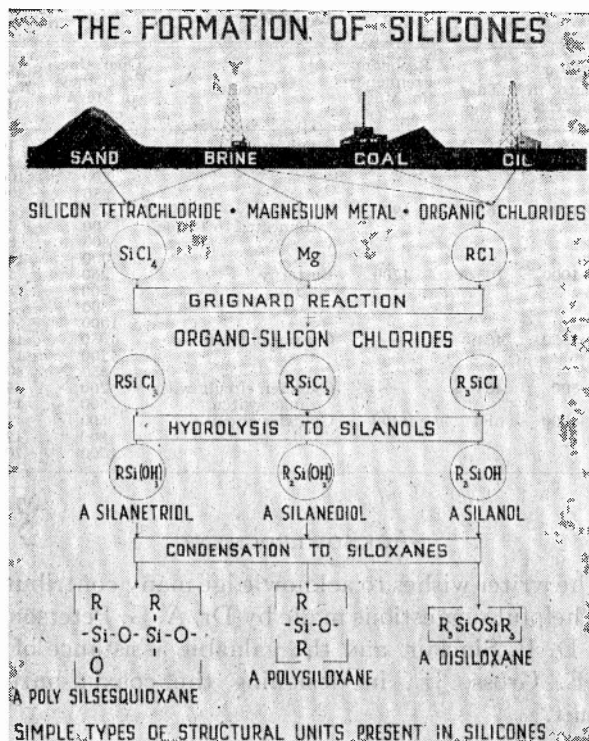 THE FORMATION OF SILICONES
SAND BRINE COAL OIL
SILICON TETRACHLORIDE • MAGNESIUM METAL • ORGANIC CHLORIDES
SiCl₄ Mg RCl
GRIGNARD REACTION
ORGANO-SILICON CHLORIDES
RSiCl₃ R₂SiCl₂ R₃SiCl
HYDROLYSIS TO SILANOLS
RSi(OH)₃ R₂Si(OH)₂ R₃SiOH
A SILANETRIOL A SILANEDIOL A SILANOL
CONDENSATION TO SILOXANES
R R R
-Si-O-Si-O- -Si-O- R₃SiOSiR₃
O R A DISILOXANE
A POLYSILOXANE
A POLY SILSESQUIOXANE
SIMPLE TYPES OF STRUCTURAL UNITS PRESENT IN SILICONES